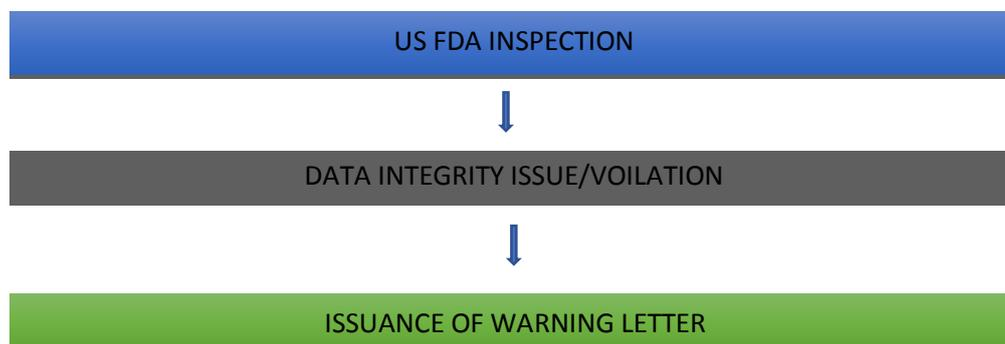 US FDA INSPECTION
DATA INTEGRITY ISSUE/VOILATION
ISSUANCE OF WARNING LETTER